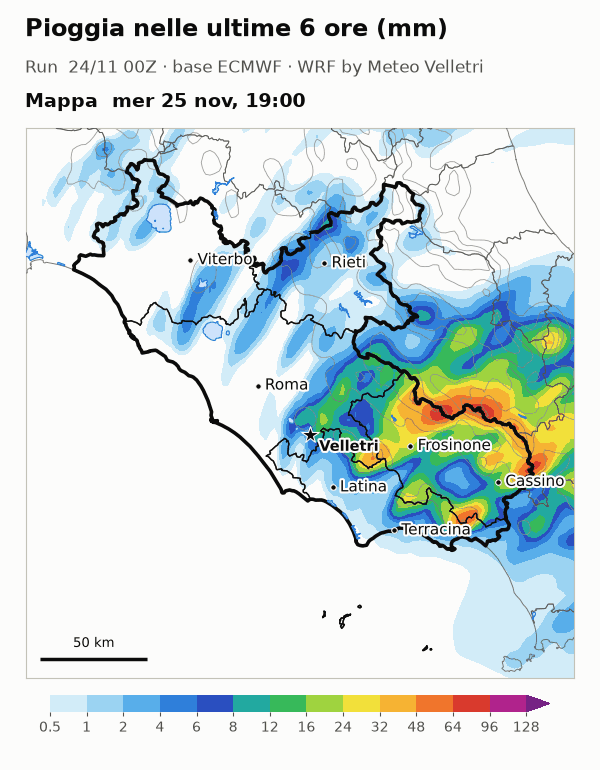 Pioggia nelle ultime 6 ore (mm)
Run  24/11 00Z · base ECMWF · WRF by Meteo Velletri
Mappa  mer 25 nov, 19:00
Viterbo
Rieti
Roma
Velletri
Frosinone
Latina
Cassino
Terracina
50 km
0.5 1 2 4 6 8 12 16 24 32 48 64 96 128